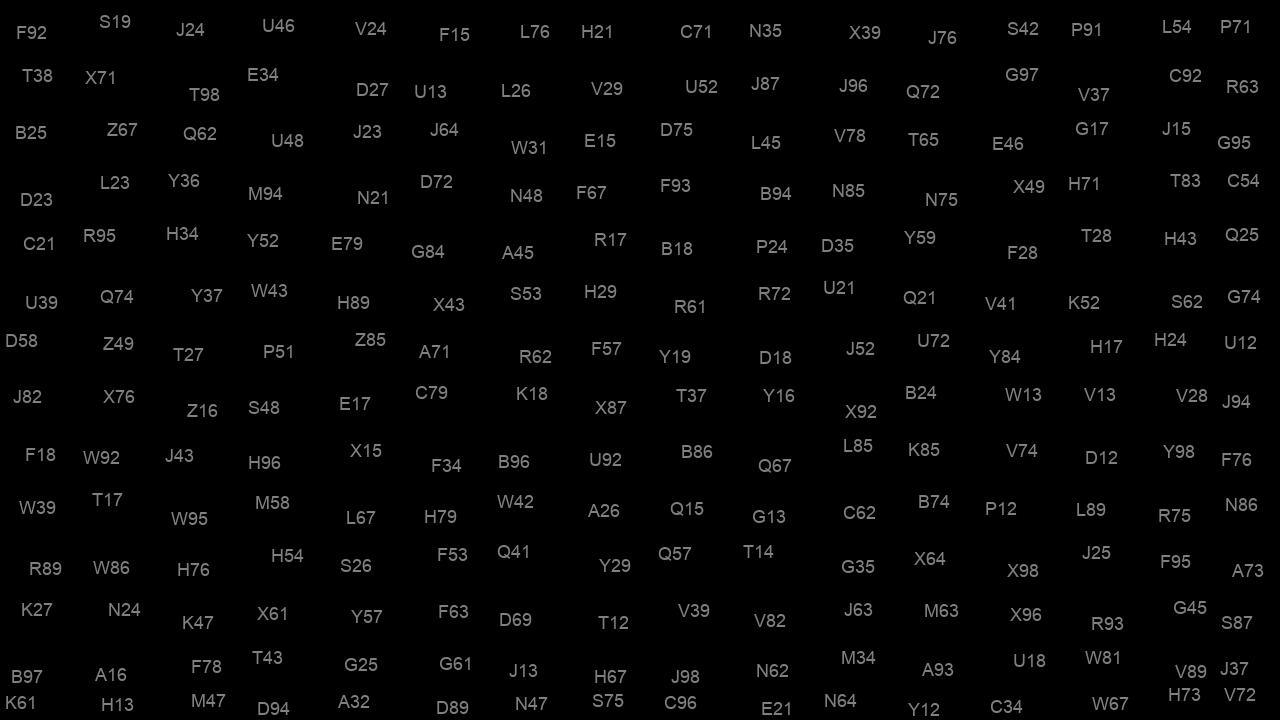 F92 S19 J24 U46 V24 F15 L76 H21 C71 N35 X39 J76 S42 P91 L54 P71
T38 X71 T98 E34 D27 U13 L26 V29 U52 J87 J96 Q72 G97 V37 C92 R63
B25 Z67 Q62 U48 J23 J64 W31 E15 D75 L45 V78 T65 E46 G17 J15 G95
D23 L23 Y36 M94 N21 D72 N48 F67 F93 B94 N85 N75 X49 H71 T83 C54
C21 R95 H34 Y52 E79 G84 A45 R17 B18 P24 D35 Y59 F28 T28 H43 Q25
U39 Q74 Y37 W43 H89 X43 S53 H29 R61 R72 U21 Q21 V41 K52 S62 G74
D58 Z49 T27 P51 Z85 A71 R62 F57 Y19 D18 J52 U72 Y84 H17 H24 U12
J82 X76 Z16 S48 E17 C79 K18 X87 T37 Y16 X92 B24 W13 V13 V28 J94
F18 W92 J43 H96 X15 F34 B96 U92 B86 Q67 L85 K85 V74 D12 Y98 F76
W39 T17 W95 M58 L67 H79 W42 A26 Q15 G13 C62 B74 P12 L89 R75 N86
R89 W86 H76 H54 S26 F53 Q41 Y29 Q57 T14 G35 X64 X98 J25 F95 A73
K27 N24 K47 X61 Y57 F63 D69 T12 V39 V82 J63 M63 X96 R93 G45 S87
B97 A16 F78 T43 G25 G61 J13 H67 J98 N62 M34 A93 U18 W81 V89 J37
K61 H13 M47 D94 A32 D89 N47 S75 C96 E21 N64 Y12 C34 W67 H73 V72